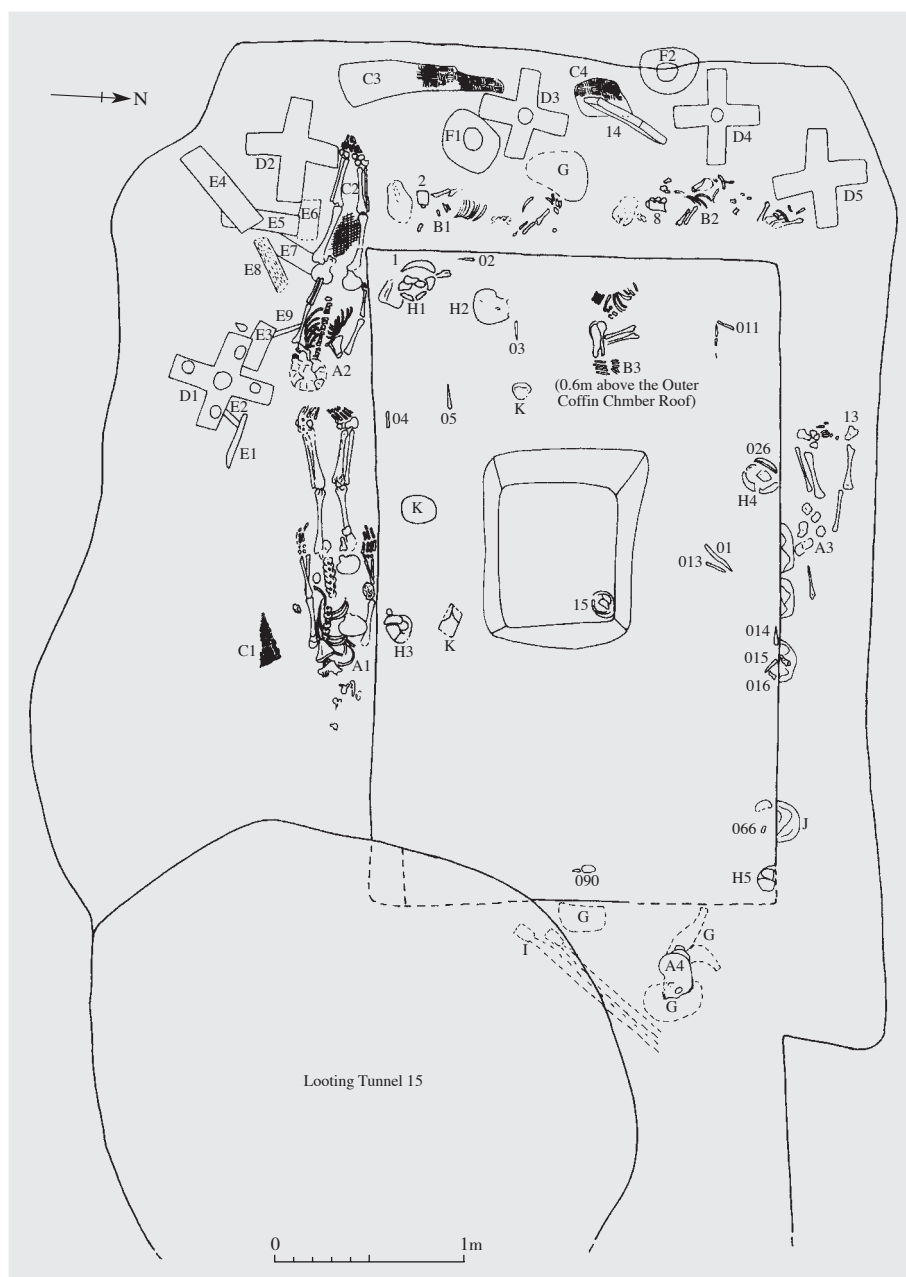 F2
C3
C4
N
D3
14
D4
F1
D2
G
E4
C2
2
D5
E6
B1
8
B2
E5
E7
1
02
E8
H1
H2
011
E9
03
E3
B3
A2
(0.6m above the Outer
Coffin Chmber Roof)
D1
K
E2
04
05
13
E1
026
H4
K
01
A3
013
15
014
C1
H3
K
015
A1
016
066
J
090
H5
G
I
G
A4
G
Looting Tunnel 15
0
1m